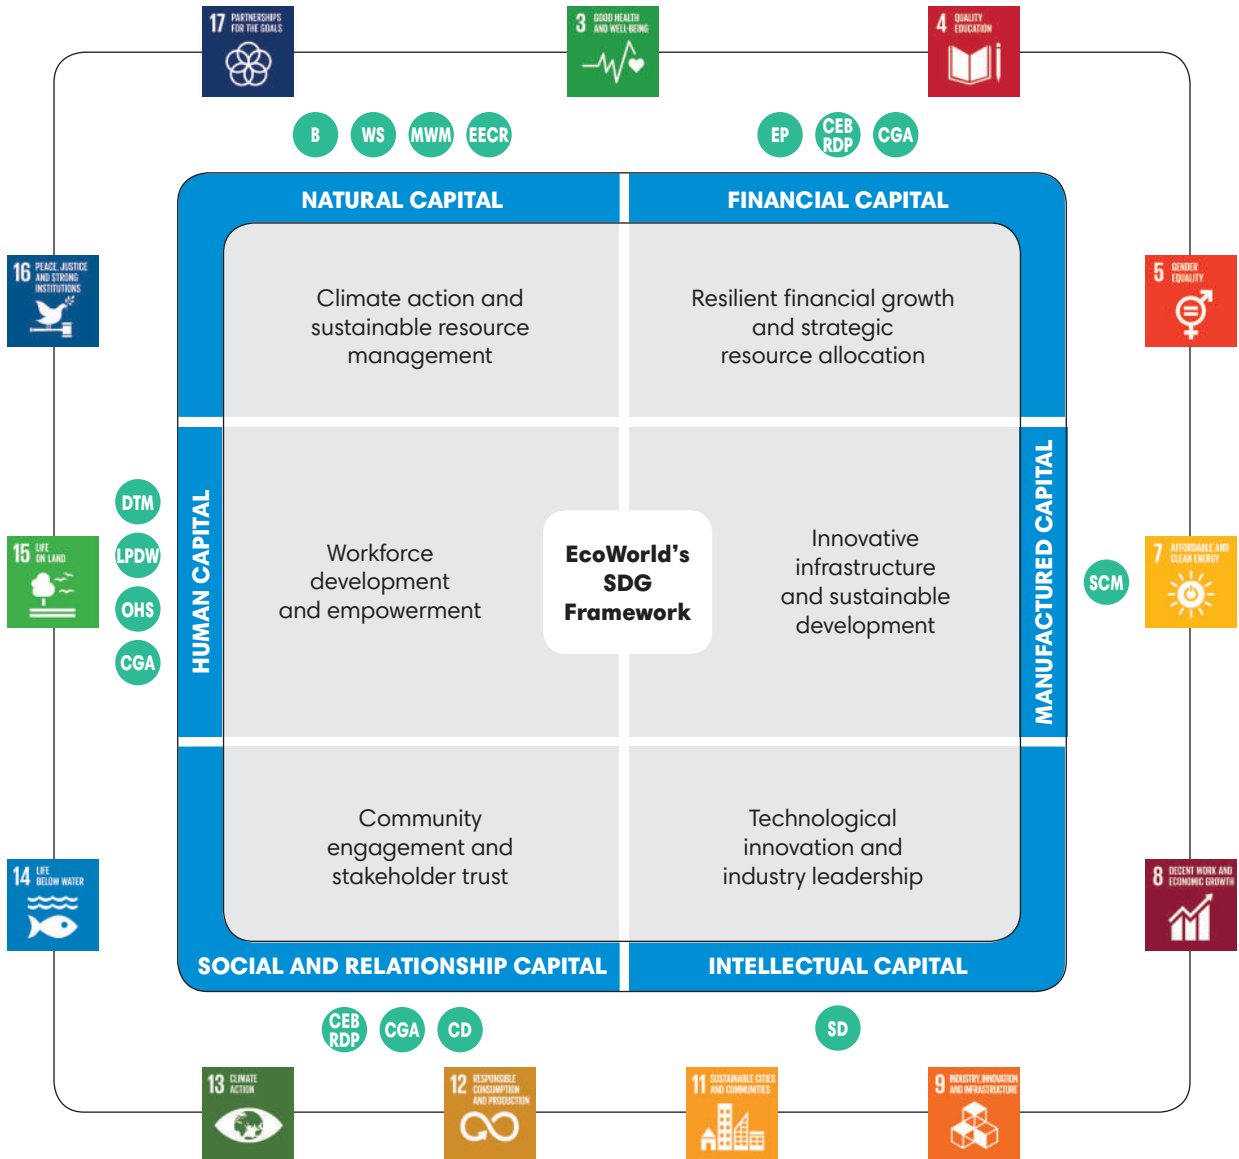 17 PARTNERSHIPS
FOR THE GOALS
3 GOOD HEALTH
AND WELL-BEING
4 QUALITY
EDUCATION
B
WS
MWM
EECR
EP
CEB
RDP
CGA
NATURAL CAPITAL
FINANCIAL CAPITAL
16 PEACE, JUSTICE
AND STRONG
INSTITUTIONS
Climate action and
sustainable resource
management
Resilient financial growth
and strategic
resource allocation
5 GENDER
EQUALITY
DTM
LPDW
OHS
CGA
15 LIFE
ON LAND
HUMAN CAPITAL
Workforce
development
and empowerment
EcoWorld's
SDG
Framework
Innovative
infrastructure
and sustainable
development
MANUFACTURED CAPITAL
SCM
7 AFFORDABLE AND
CLEAN ENERGY
14 LIFE
BELOW WATER
Community
engagement and
stakeholder trust
Technological
innovation and
industry leadership
8 DECENT WORK AND
ECONOMIC GROWTH
SOCIAL AND RELATIONSHIP CAPITAL
INTELLECTUAL CAPITAL
CEB
RDP
CGA
CD
SD
13 CLIMATE
ACTION
12 RESPONSIBLE
CONSUMPTION
AND PRODUCTION
11 SUSTAINABLE CITIES
AND COMMUNITIES
9 INDUSTRY, INNOVATION
AND INFRASTRUCTURE